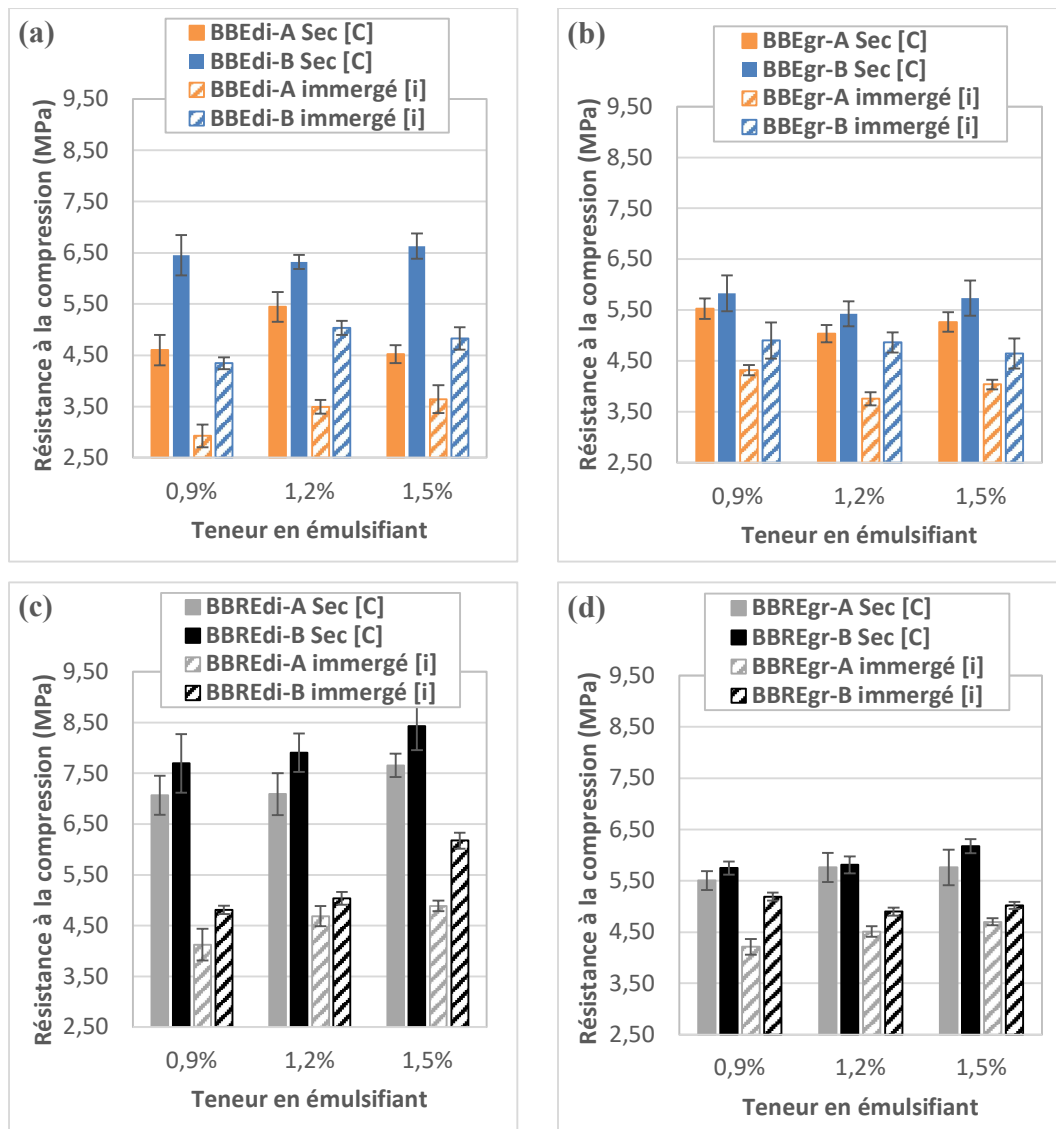 (a)
BBEdi-A Sec [C]
BBEdi-B Sec [C]
BBEdi-A immergé [i]
BBEdi-B immergé [i]
Résistance à la compression (MPa)
9,50
8,50
7,50
6,50
5,50
4,50
3,50
2,50
0,9% 1,2% 1,5%
Teneur en émulsifiant
(b)
BBEgr-A Sec [C]
BBEgr-B Sec [C]
BBEgr-A immergé [i]
BBEgr-B immergé [i]
Résistance à la compression (MPa)
9,50
8,50
7,50
6,50
5,50
4,50
3,50
2,50
0,9% 1,2% 1,5%
Teneur en émulsifiant
(c)
BBREdi-A Sec [C]
BBREdi-B Sec [C]
BBREdi-A immergé [i]
BBREdi-B immergé [i]
Résistance à la compression (MPa)
9,50
8,50
7,50
6,50
5,50
4,50
3,50
2,50
0,9% 1,2% 1,5%
Teneur en émulsifiant
(d)
BBREgr-A Sec [C]
BBREgr-B Sec [C]
BBREgr-A immergé [i]
BBREgr-B immergé [i]
Résistance à la compression (MPa)
9,50
8,50
7,50
6,50
5,50
4,50
3,50
2,50
0,9% 1,2% 1,5%
Teneur en émulsifiant